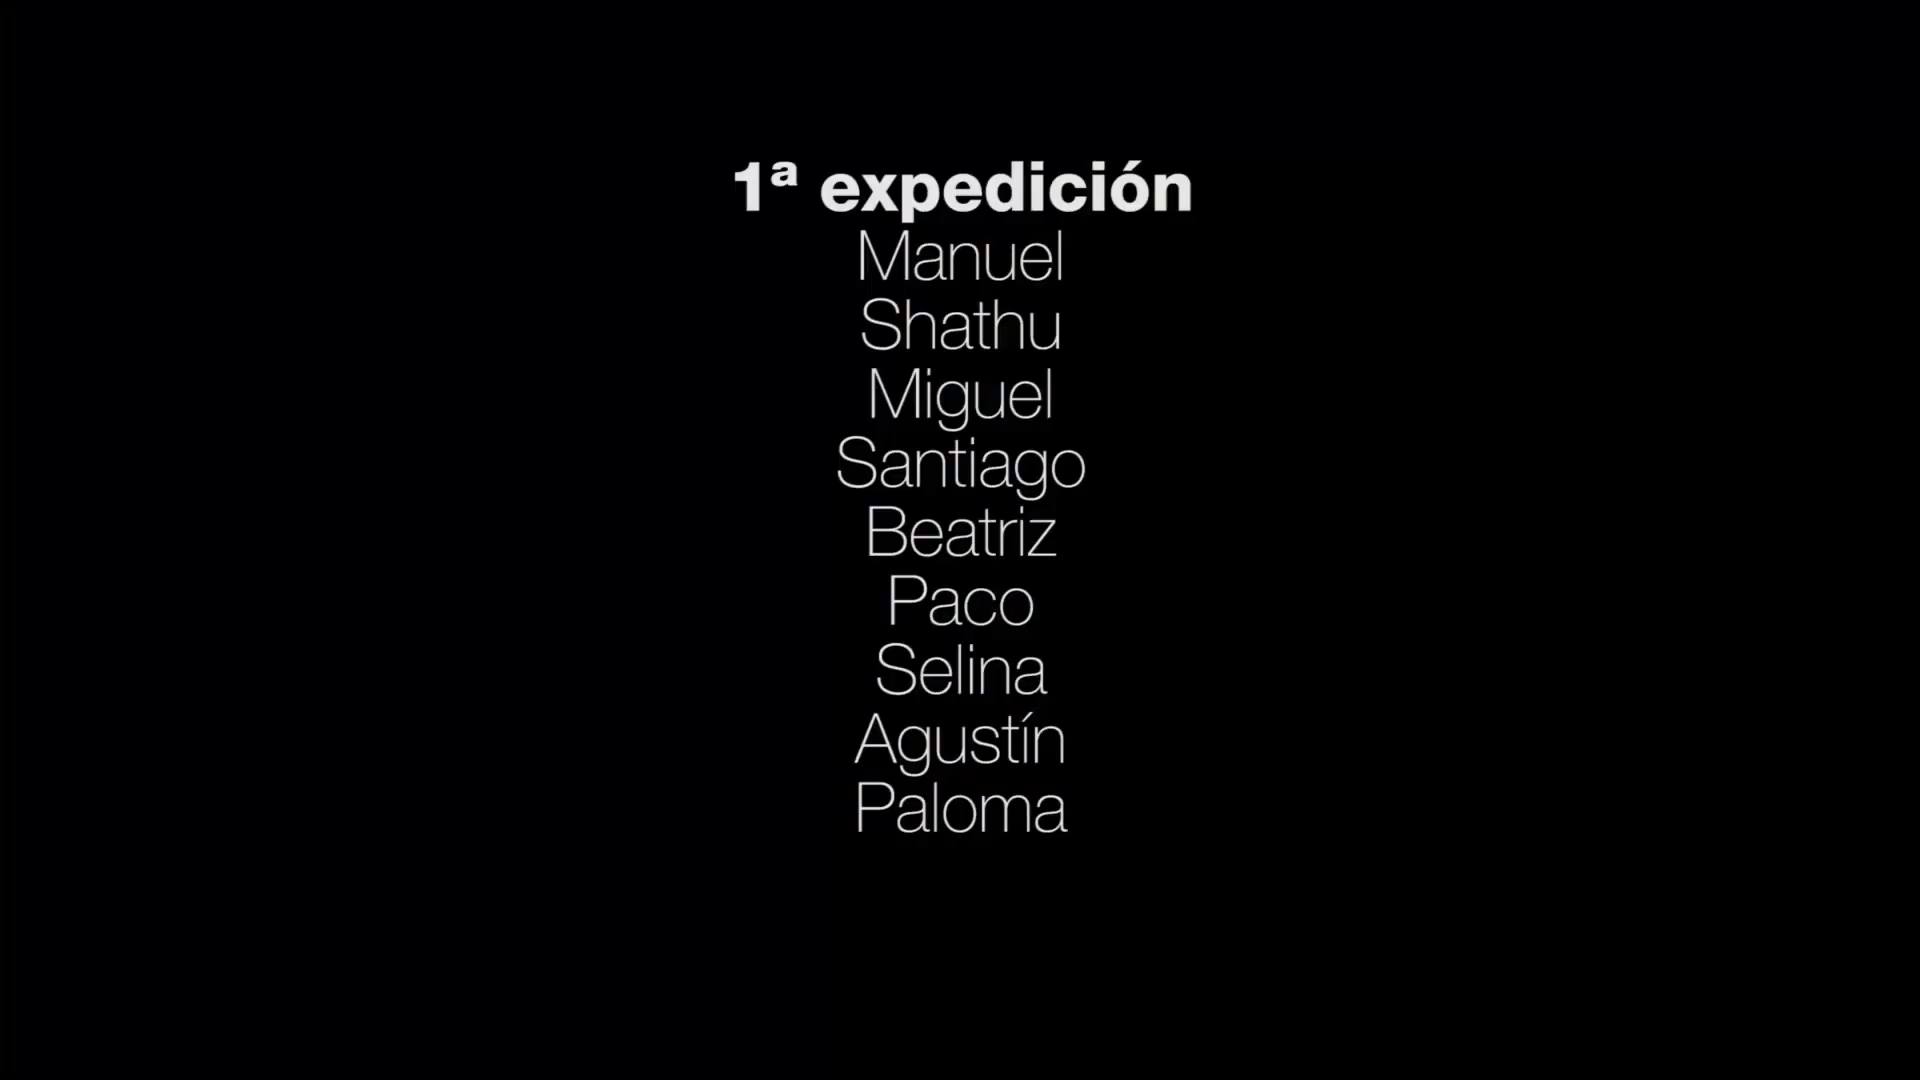 1ª expedición
Manuel
Shathu
Miguel
Santiago
Beatriz
Paco
Selina
Agustín
Paloma